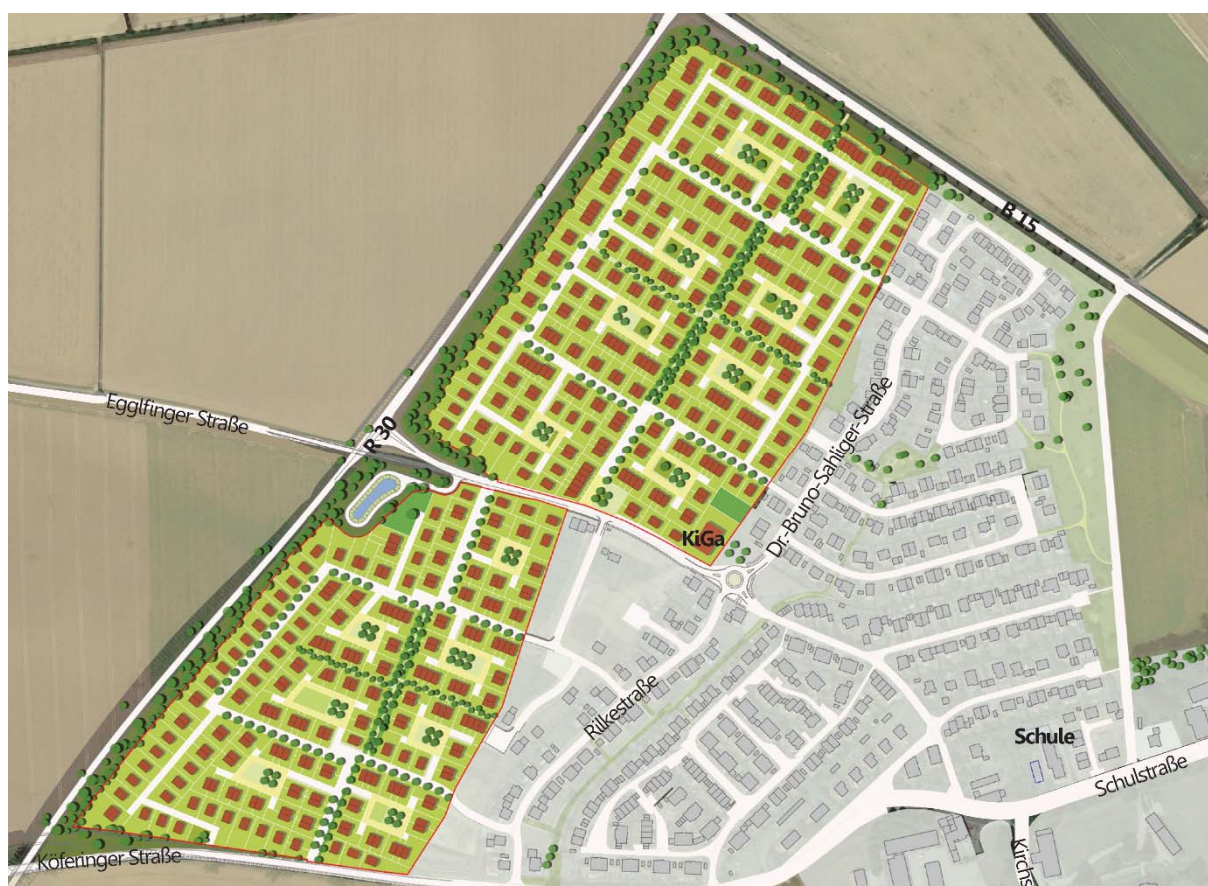 B 15
Egglfinger Straße
R 30
Dr.-Bruno-Sahliger-Straße
KiGa
Rilkestraße
Schule
Schulstraße
Kirchs
Köferinger Straße